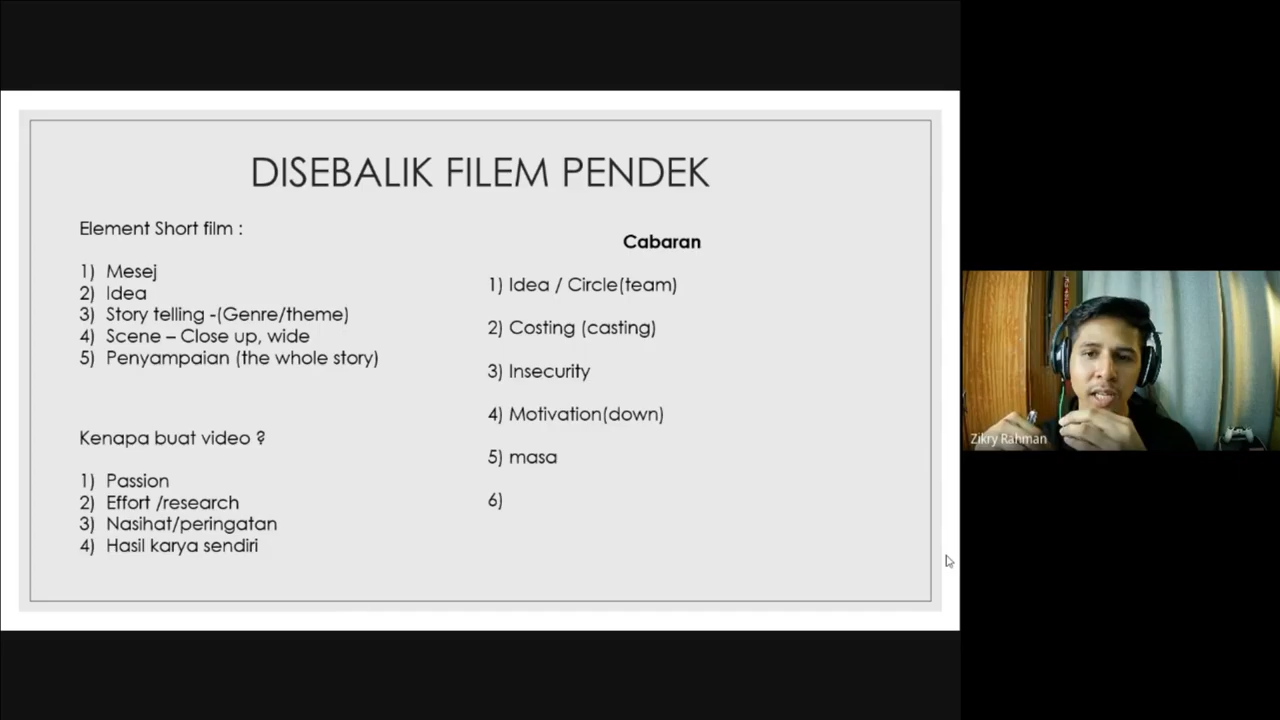 DISEBALIK FILEM PENDEK
Element Short film :
1) Mesej
2) Idea
3) Story telling -(Genre/theme)
4) Scene – Close up, wide
5) Penyampaian (the whole story)
Kenapa buat video ?
1) Passion
2) Effort /research
3) Nasihat/peringatan
4) Hasil karya sendiri
Cabaran
1) Idea / Circle(team)
2) Costing (casting)
3) Insecurity
4) Motivation(down)
5) masa
6)
Zikry Rahman